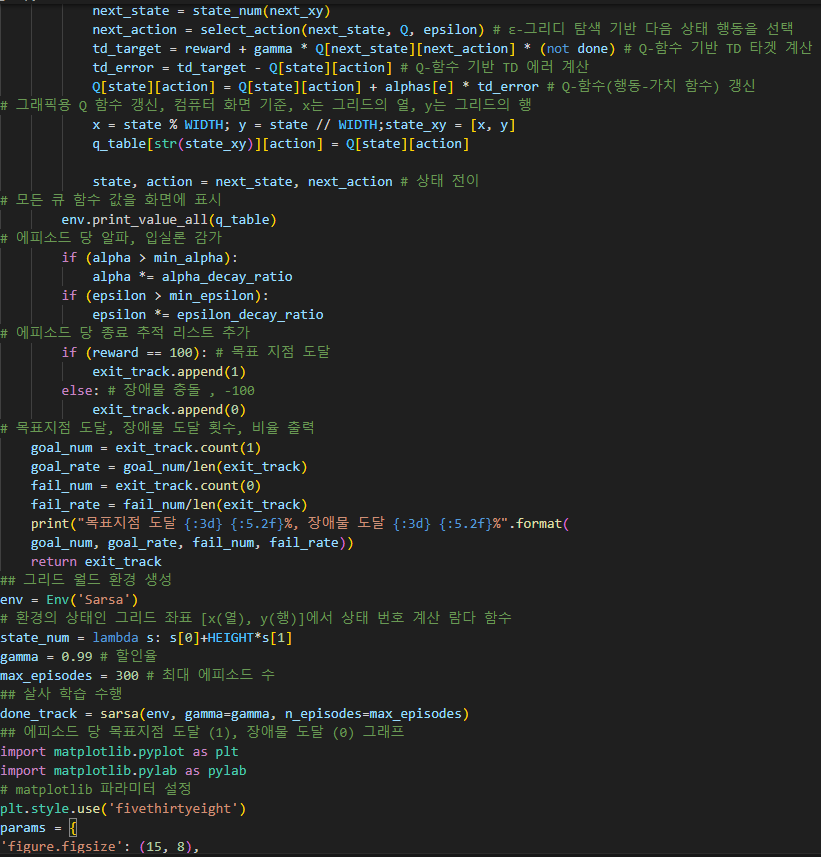 next_state = state_num(next_xy)
next_action = select_action(next_state, Q, epsilon) # ε-그리디 탐색 기반 다음 상태 행동을 선택
td_target = reward + gamma * Q[next_state][next_action] * (not done) # Q-함수 기반 TD 타겟 계산
td_error = td_target - Q[state][action] # Q-함수 기반 TD 에러 계산
Q[state][action] = Q[state][action] + alphas[e] * td_error # Q-함수(행동-가치 함수) 갱신
# 그래픽용 Q 함수 갱신, 컴퓨터 화면 기준, x는 그리드의 열, y는 그리드의 행
x = state % WIDTH; y = state // WIDTH;state_xy = [x, y]
q_table[str(state_xy)][action] = Q[state][action]
state, action = next_state, next_action # 상태 전이
# 모든 큐 함수 값을 화면에 표시
env.print_value_all(q_table)
# 에피소드 당 알파, 입실론 감가
if (alpha > min_alpha):
alpha *= alpha_decay_ratio
if (epsilon > min_epsilon):
epsilon *= epsilon_decay_ratio
# 에피소드 당 종료 추적 리스트 추가
if (reward == 100): # 목표 지점 도달
exit_track.append(1)
else: # 장애물 충돌 , -100
exit_track.append(0)
# 목표지점 도달, 장애물 도달 횟수, 비율 출력
goal_num = exit_track.count(1)
goal_rate = goal_num/len(exit_track)
fail_num = exit_track.count(0)
fail_rate = fail_num/len(exit_track)
print("목표지점 도달 {:3d} {:5.2f}%, 장애물 도달 {:3d} {:5.2f}%".format(
goal_num, goal_rate, fail_num, fail_rate))
return exit_track
## 그리드 월드 환경 생성
env = Env('Sarsa')
# 환경의 상태인 그리드 좌표 [x(열), y(행)]에서 상태 번호 계산 람다 함수
state_num = lambda s: s[0]+HEIGHT*s[1]
gamma = 0.99 # 할인율
max_episodes = 300 # 최대 에피소드 수
## 살사 학습 수행
done_track = sarsa(env, gamma=gamma, n_episodes=max_episodes)
## 에피소드 당 목표지점 도달 (1), 장애물 도달 (0) 그래프
import matplotlib.pyplot as plt
import matplotlib.pylab as pylab
# matplotlib 파라미터 설정
plt.style.use('fivethirtyeight')
params = {
'figure.figsize': (15, 8),